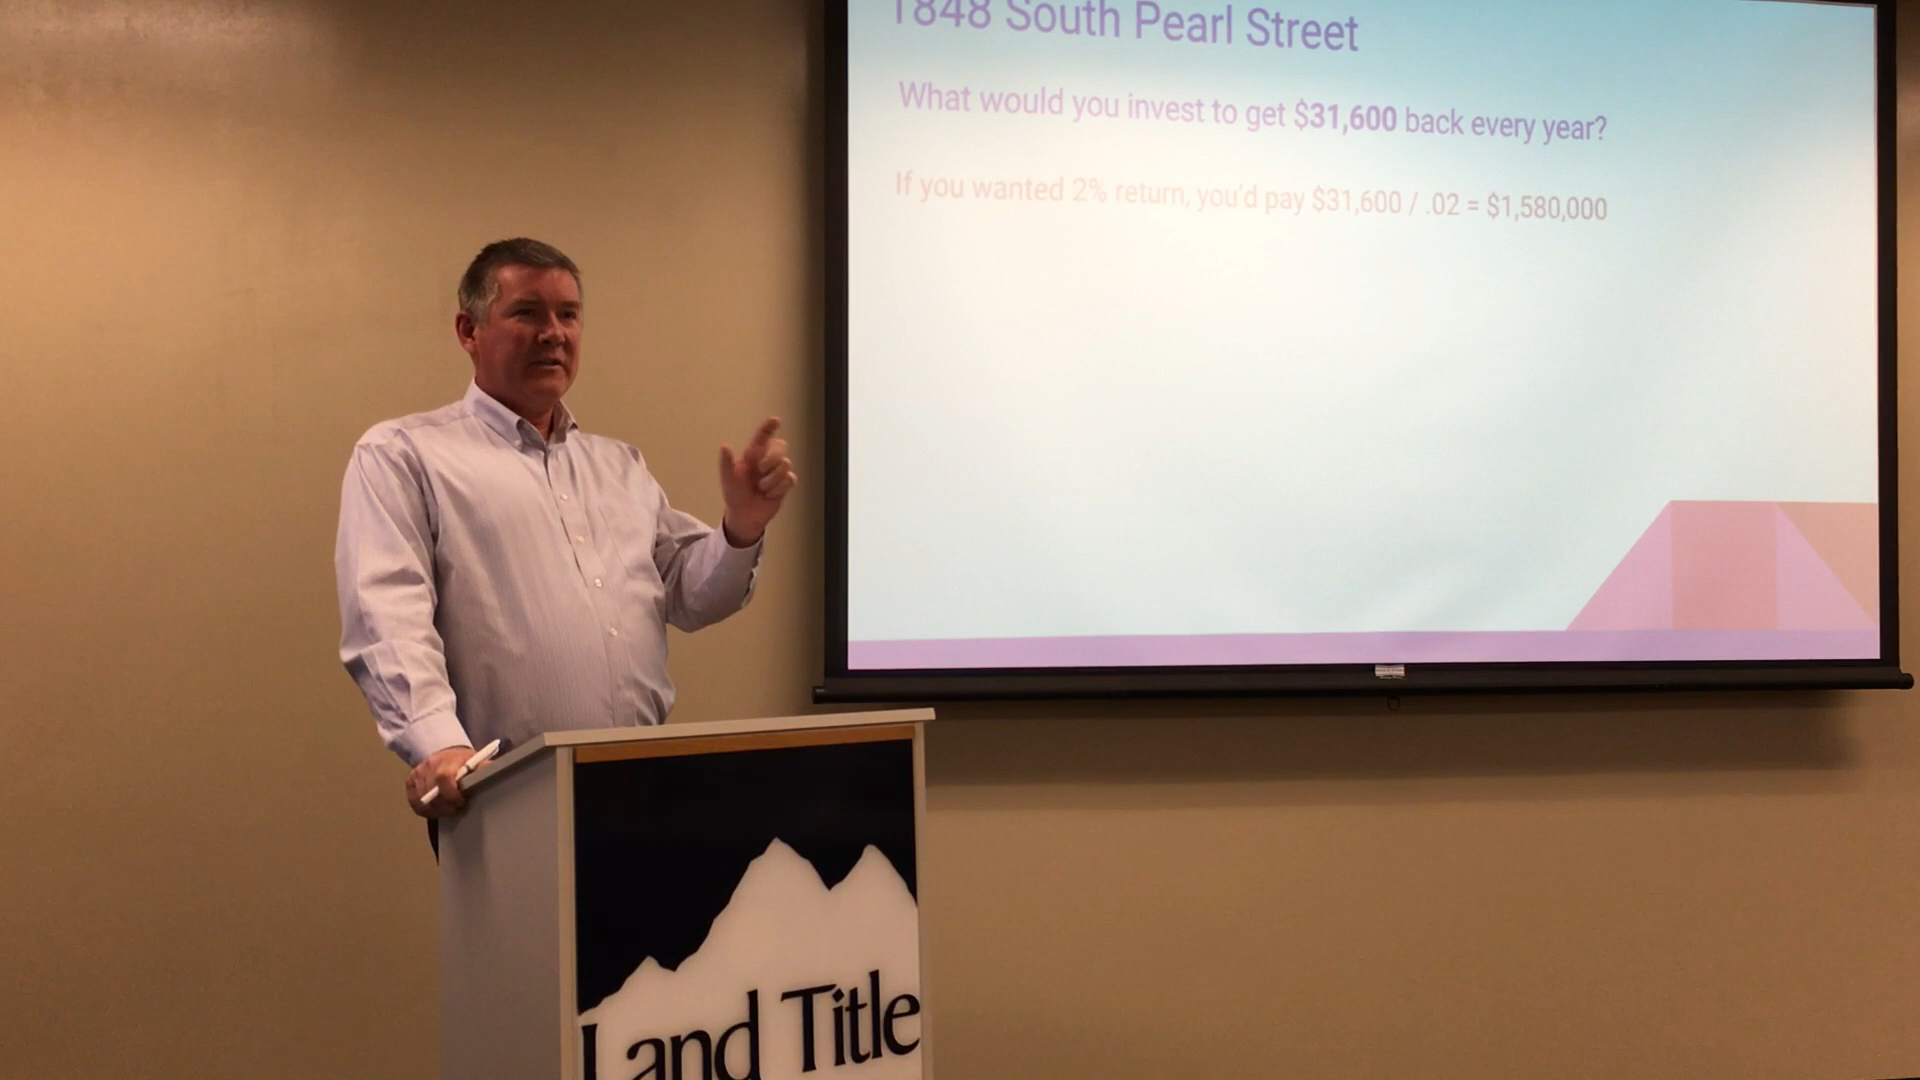 1848 South Pearl Street
What would you invest to get $31,600 back every year?
If you wanted 2% return, you'd pay $31,600 / .02 = $1,580,000
Land Title